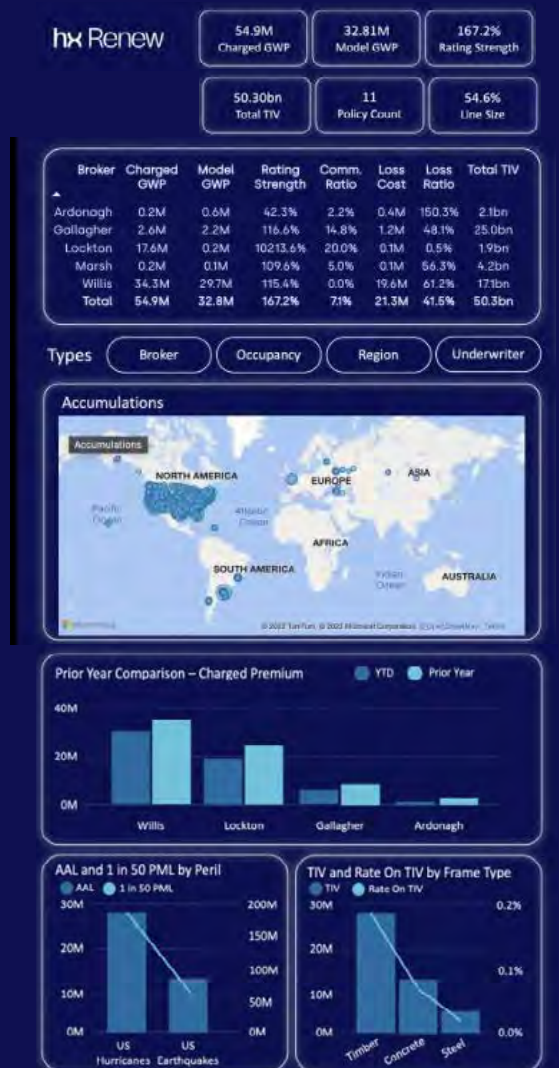 hx Renew
54.9M
Charged GWP
32.81M
Model GWP
167.2%
Rating Strength
50.30bn
Total TIV
11
Policy Count
54.6%
Line Size
Broker Charged GWP Model GWP Rating Strength Comm. Ratio Loss Cost Loss Ratio Total TIV
Ardonagh 0.2M 0.6M 42.3% 2.2% 0.4M 150.3% 2.1bn
Gallagher 2.6M 2.2M 116.6% 14.8% 1.2M 48.1% 25.0bn
Lockton 17.6M 0.2M 10213.6% 20.0% 0.1M 0.5% 1.9bn
Marsh 0.2M 0.1M 109.6% 5.0% 0.1M 56.3% 4.2bn
Willis 34.3M 29.7M 115.4% 0.0% 19.6M 61.2% 17.1bn
Total 54.9M 32.8M 167.2% 7.1% 21.3M 41.5% 50.3bn
Types Broker Occupancy Region Underwriter
Accumulations
Accumulations
NORTH AMERICA
EUROPE
ASIA
Pacific Ocean
Atlantic Ocean
AFRICA
SOUTH AMERICA
Indian Ocean
AUSTRALIA
Microsoft Corporation
Prior Year Comparison – Charged Premium
YTD Prior Year
40M
20M
0M
Willis Lockton Gallagher Ardonagh
AAL and 1 in 50 PML by Peril
AAL 1 in 50 PML
30M 200M
150M
20M
100M
10M
50M
0M 0M
US Hurricanes
US Earthquakes
TIV and Rate On TIV by Frame Type
TIV Rate On TIV
30M 0.2%
20M
0.1%
10M
0M 0.0%
Timber Concrete Steel